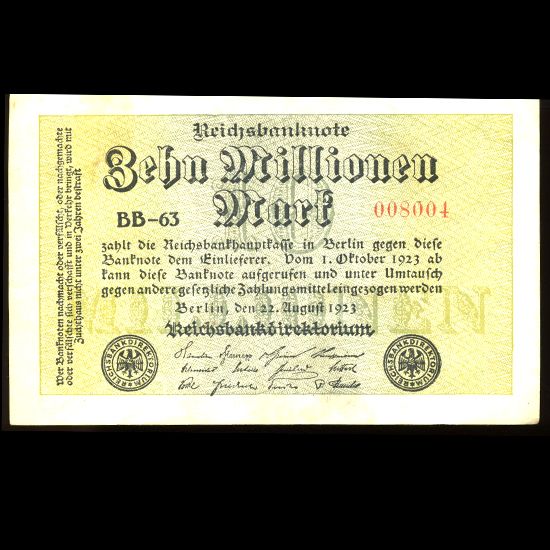 Reichsbanknote
Zehn Millionen
Mark
BB-63
008004
zahlt die Reichsbankhauptkasse in Berlin gegen diese
Banknote dem Einlieferer. Vom 1. Oktober 1923 ab
kann diese Banknote aufgerufen und unter Umtausch
gegen andere gesetzliche Zahlungsmittel eingezogen werden
Berlin, den 22. August 1923
Reichsbankdirektorium
Wer Banknoten nachmacht oder verfälscht, oder nachgemachte
oder verfälschte sich verschafft und in Verkehr bringt, wird mit
Zuchthaus nicht unter zwei Jahren bestraft
REICHSBANKDIREKTORIUM
REICHSBANKDIREKTORIUM